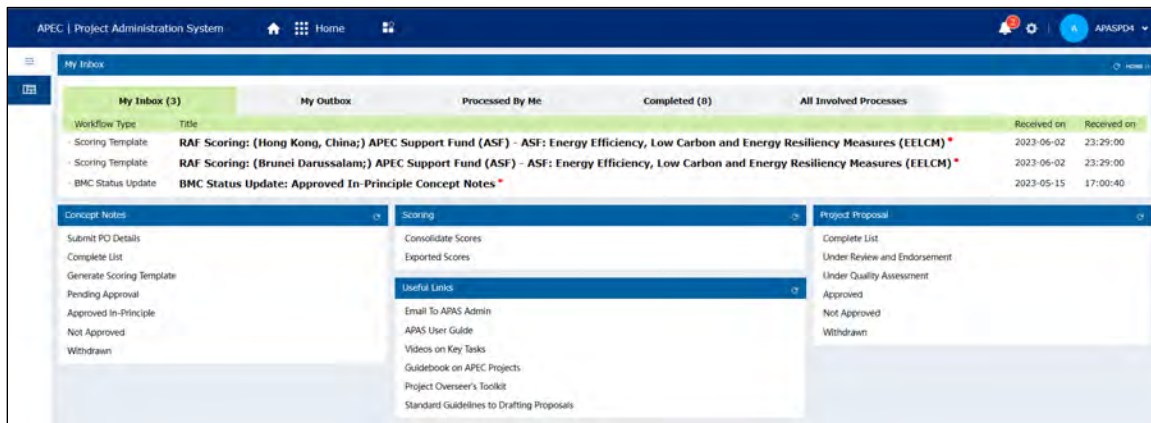 APEC | Project Administration System
Home
2
A
APASPD4
My Inbox
HOME
My Inbox (3)
My Outbox
Processed By Me
Completed (8)
All Involved Processes
Workflow Type Title Received on Received on
Scoring Template RAF Scoring: (Hong Kong, China;) APEC Support Fund (ASF) - ASF: Energy Efficiency, Low Carbon and Energy Resiliency Measures (EELCM) * 2023-06-02 23:29:00
Scoring Template RAF Scoring: (Brunei Darussalam;) APEC Support Fund (ASF) - ASF: Energy Efficiency, Low Carbon and Energy Resiliency Measures (EELCM) * 2023-06-02 23:29:00
BMC Status Update BMC Status Update: Approved In-Principle Concept Notes * 2023-05-15 17:00:40
Concept Notes
Submit PO Details
Complete List
Generate Scoring Template
Pending Approval
Approved In-Principle
Not Approved
Withdrawn
Scoring
Consolidate Scores
Exported Scores
Useful Links
Email To APAS Admin
APAS User Guide
Videos on Key Tasks
Guidebook on APEC Projects
Project Overseer's Toolkit
Standard Guidelines to Drafting Proposals
Project Proposal
Complete List
Under Review and Endorsement
Under Quality Assessment
Approved
Not Approved
Withdrawn